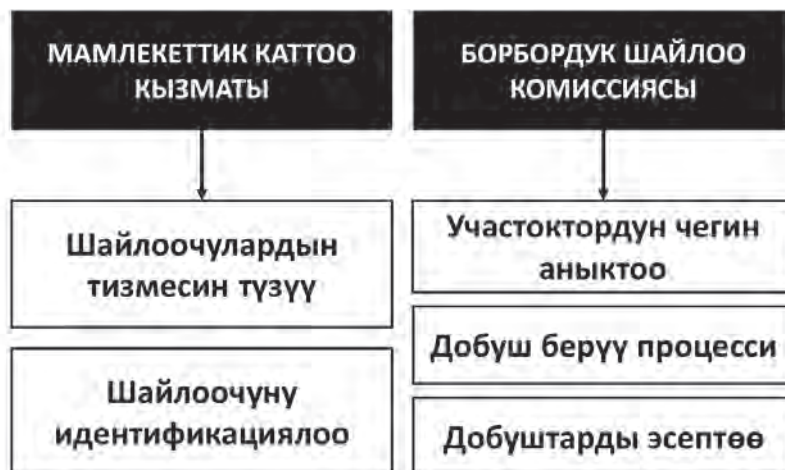 МАМЛЕКЕТТИК КАТТОО
КЫЗМАТЫ
Шайлоочулардын
тизмесин түзүү
Шайлоочуну
идентификациялоо
БОРБОРДУК ШАЙЛОО
КОМИССИЯСЫ
Участоктордун чегин
аныктоо
Добуш берүү процесси
Добуштарды эсептөө